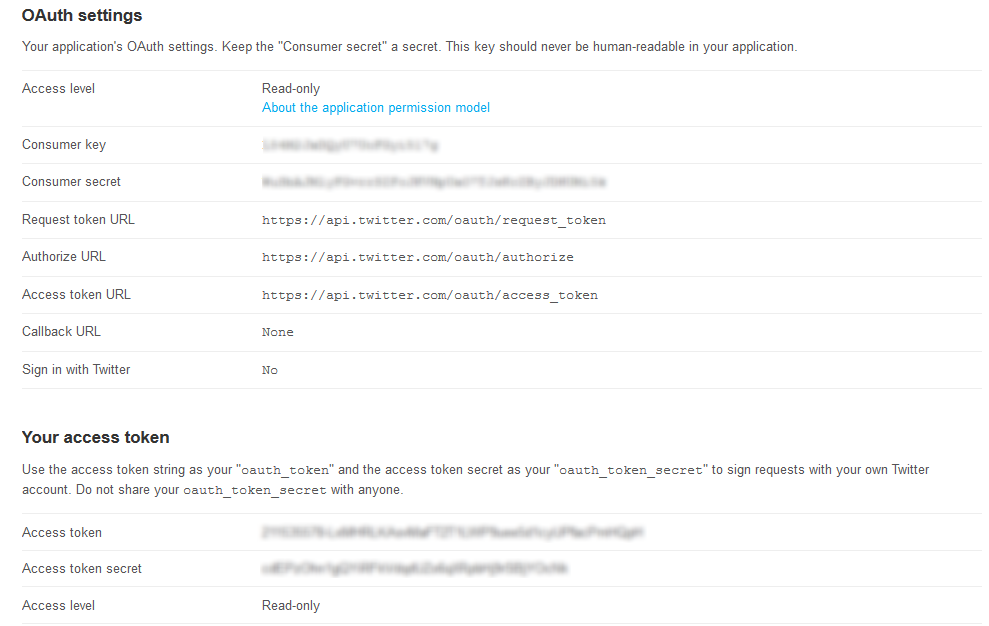 OAuth settings
Your application's OAuth settings. Keep the "Consumer secret" a secret. This key should never be human-readable in your application.
Access level Read-only
About the application permission model
Consumer key
Consumer secret
Request token URL https://api.twitter.com/oauth/request_token
Authorize URL https://api.twitter.com/oauth/authorize
Access token URL https://api.twitter.com/oauth/access_token
Callback URL None
Sign in with Twitter No
Your access token
Use the access token string as your "oauth_token" and the access token secret as your "oauth_token_secret" to sign requests with your own Twitter
account. Do not share your oauth_token_secret with anyone.
Access token
Access token secret
Access level Read-only